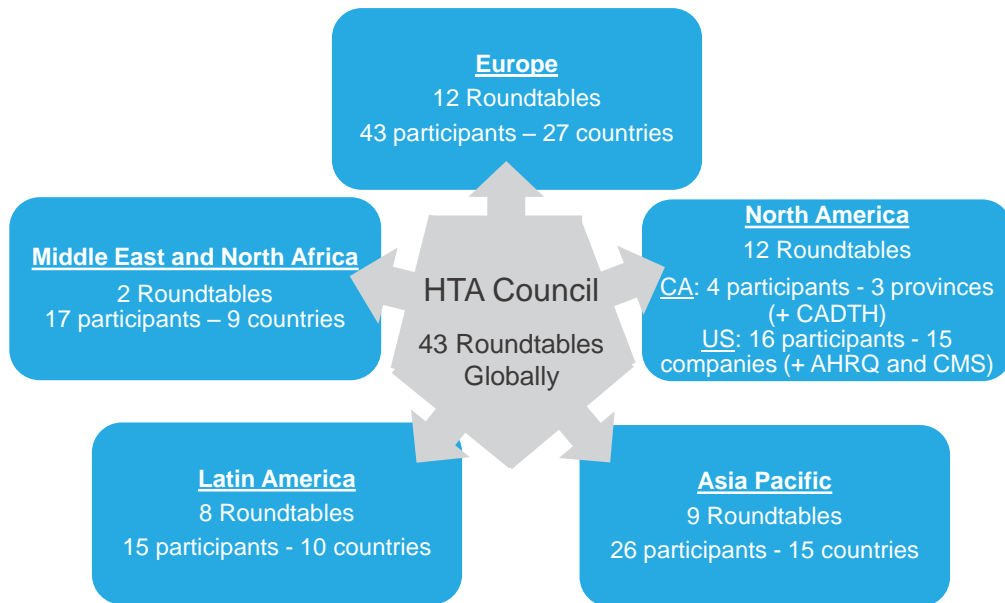 Europe
12 Roundtables
43 participants – 27 countries
Middle East and North Africa
2 Roundtables
17 participants – 9 countries
HTA Council
43 Roundtables
Globally
North America
12 Roundtables
CA: 4 participants - 3 provinces
(+ CADTH)
US: 16 participants - 15
companies (+ AHRQ and CMS)
Latin America
8 Roundtables
15 participants - 10 countries
Asia Pacific
9 Roundtables
26 participants - 15 countries